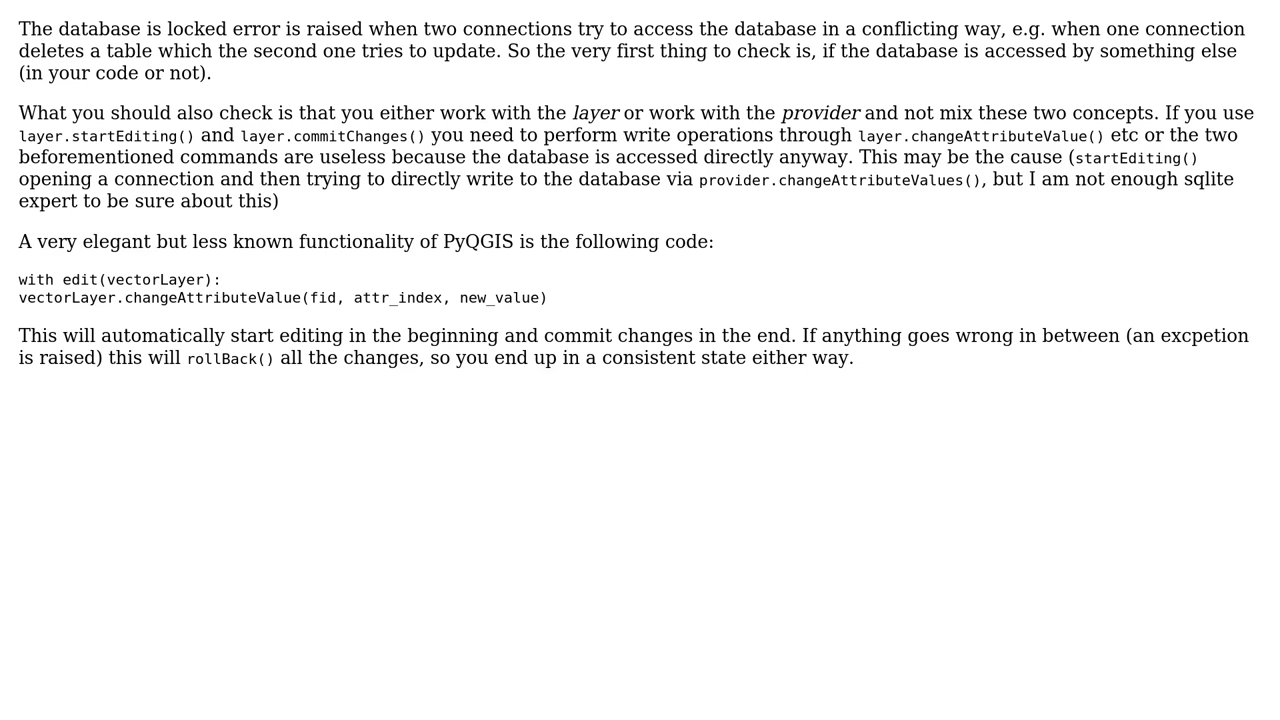 The database is locked error is raised when two connections try to access the database in a conflicting way, e.g. when one connection
deletes a table which the second one tries to update. So the very first thing to check is, if the database is accessed by something else
(in your code or not).
What you should also check is that you either work with the layer or work with the provider and not mix these two concepts. If you use
layer.startEditing() and layer.commitChanges() you need to perform write operations through layer.changeAttributeValue() etc or the two
beforementioned commands are useless because the database is accessed directly anyway. This may be the cause (startEditing()
opening a connection and then trying to directly write to the database via provider.changeAttributeValues(), but I am not enough sqlite
expert to be sure about this)
A very elegant but less known functionality of PyQGIS is the following code:
with edit(vectorLayer):
vectorLayer.changeAttributeValue(fid, attr_index, new_value)
This will automatically start editing in the beginning and commit changes in the end. If anything goes wrong in between (an excpetion
is raised) this will rollBack() all the changes, so you end up in a consistent state either way.